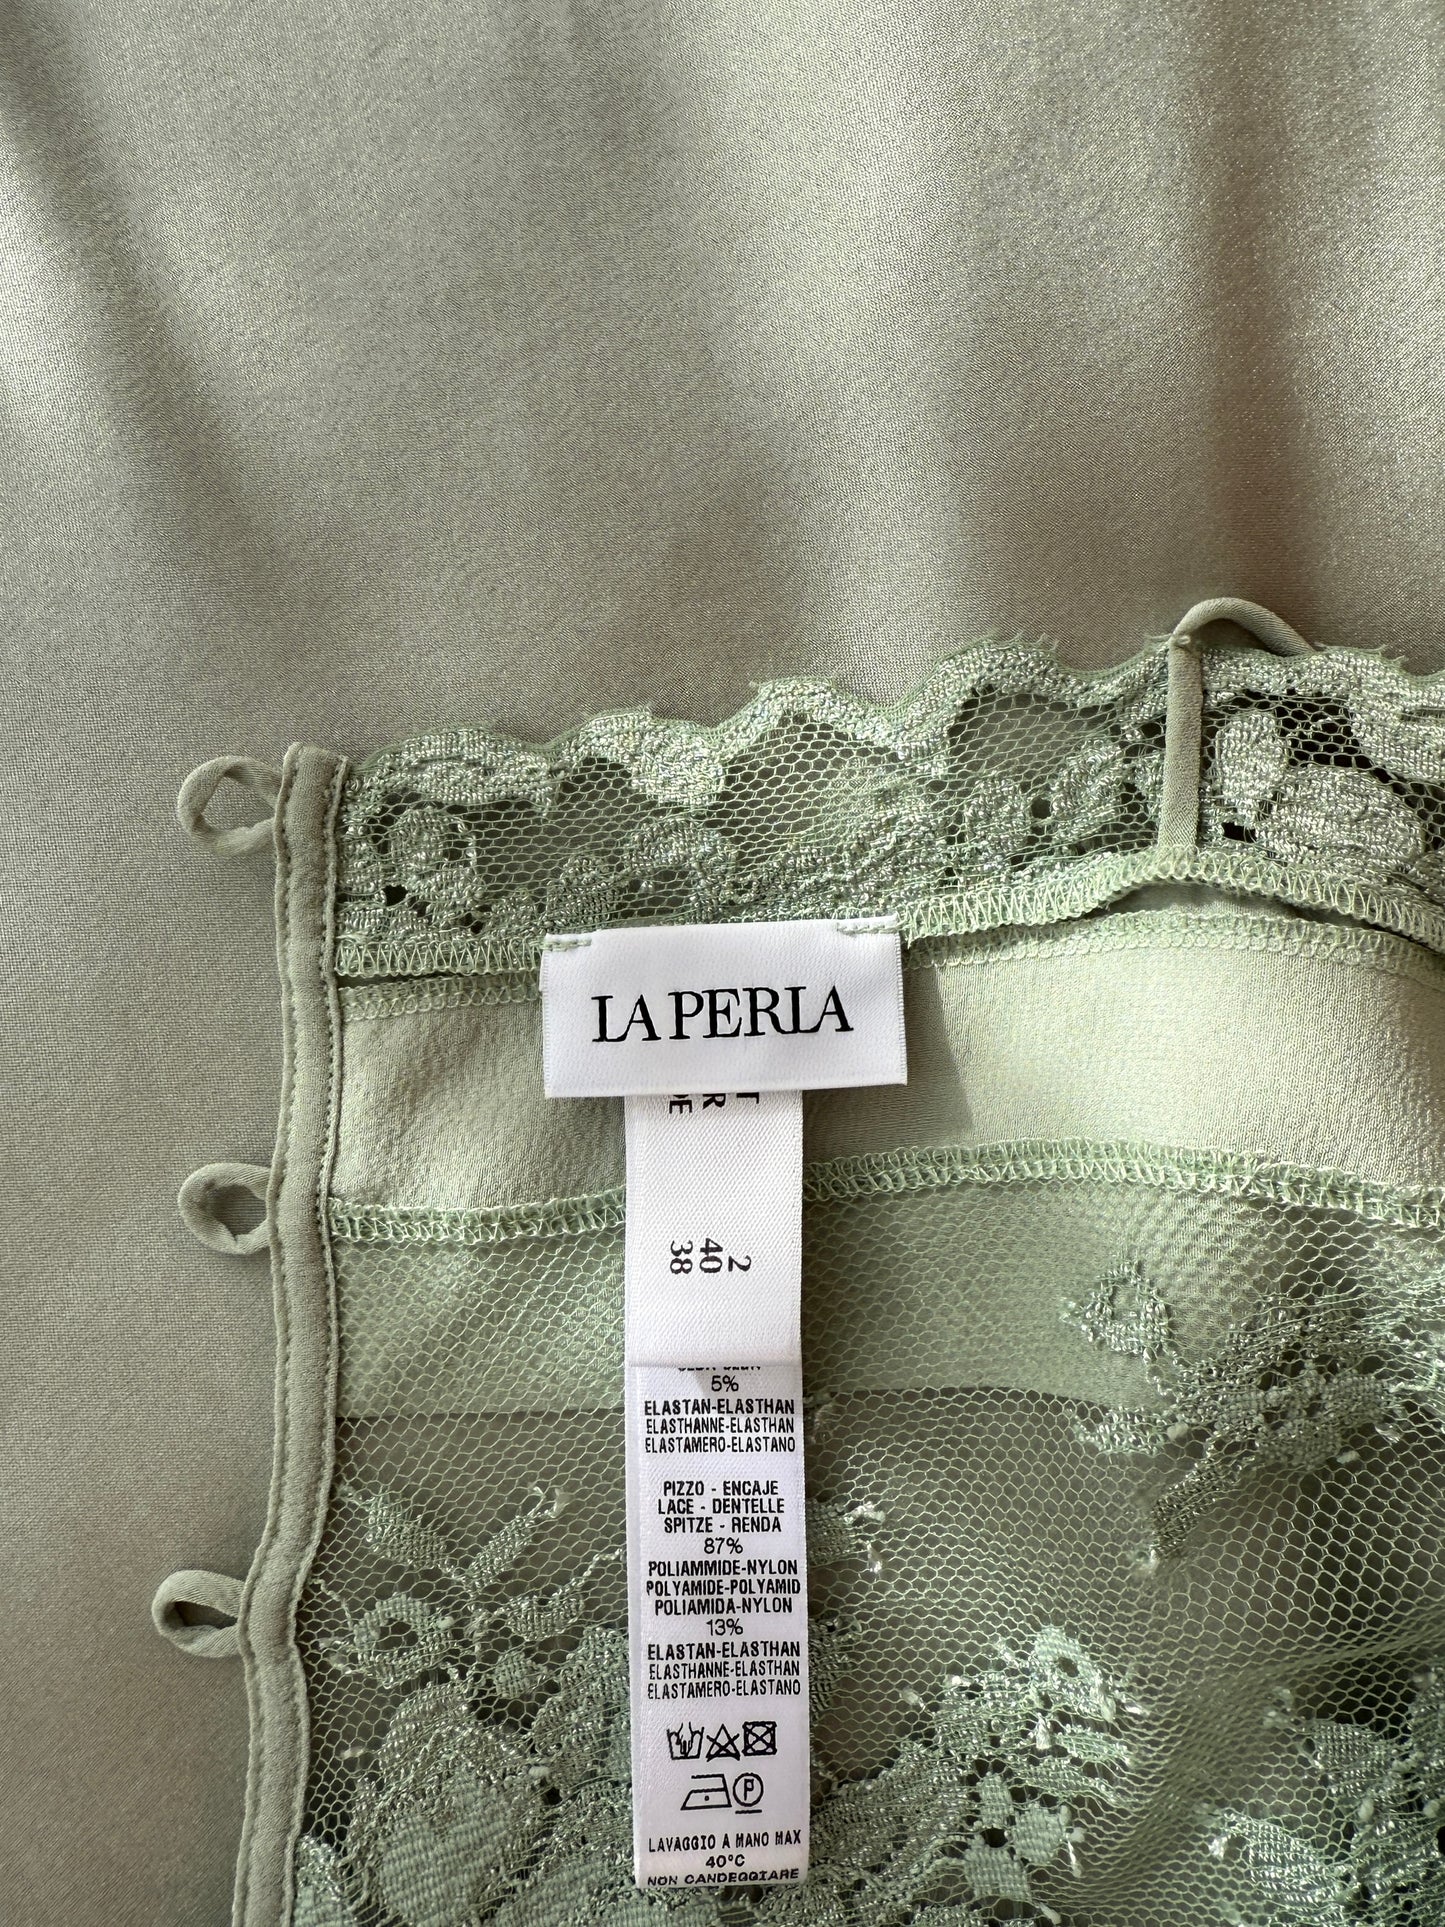 LA PERLA
2
40
38
5%
ELASTAN-ELASTHAN
ELASTHANNE-ELASTHAN
ELASTAMERO-ELASTANO
PIZZO - ENCAJE
LACE - DENTELLE
SPITZE - RENDA
87%
POLIAMMIDE-NYLON
POLYAMIDE-POLYAMID
POLIAMIDA-NYLON
13%
ELASTAN-ELASTHAN
ELASTHANNE-ELASTHAN
ELASTAMERO-ELASTANO
P
LAVAGGIO A MANO MAX
40°C
NON CANDEGGIARE